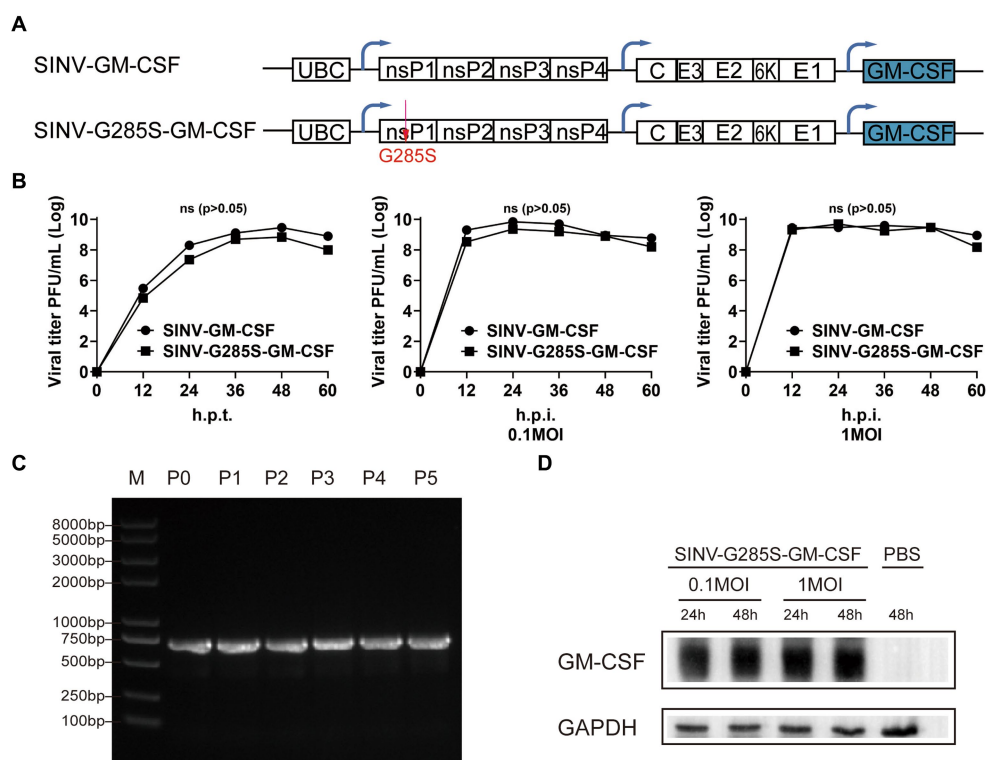 A
SINV-GM-CSF
UBC nsP1 nsP2 nsP3 nsP4 C E3 E2 6K E1 GM-CSF
SINV-G285S-GM-CSF
UBC nsP1 nsP2 nsP3 nsP4 C E3 E2 6K E1 GM-CSF
G285S
B
Viral titer PFU/mL (Log)
ns (p>0.05)
10
8
6
4
2
0
SINV-GM-CSF
SINV-G285S-GM-CSF
0 12 24 36 48 60
h.p.t.
Viral titer PFU/mL (Log)
ns (p>0.05)
10
8
6
4
2
0
SINV-GM-CSF
SINV-G285S-GM-CSF
0 12 24 36 48 60
h.p.i.
0.1MOI
Viral titer PFU/mL (Log)
ns (p>0.05)
10
8
6
4
2
0
SINV-GM-CSF
SINV-G285S-GM-CSF
0 12 24 36 48 60
h.p.i.
1MOI
C
M P0 P1 P2 P3 P4 P5
8000bp
5000bp
3000bp
2000bp
1000bp
750bp
500bp
250bp
100bp
D
SINV-G285S-GM-CSF PBS
0.1MOI 1MOI
24h 48h 24h 48h 48h
GM-CSF
GAPDH